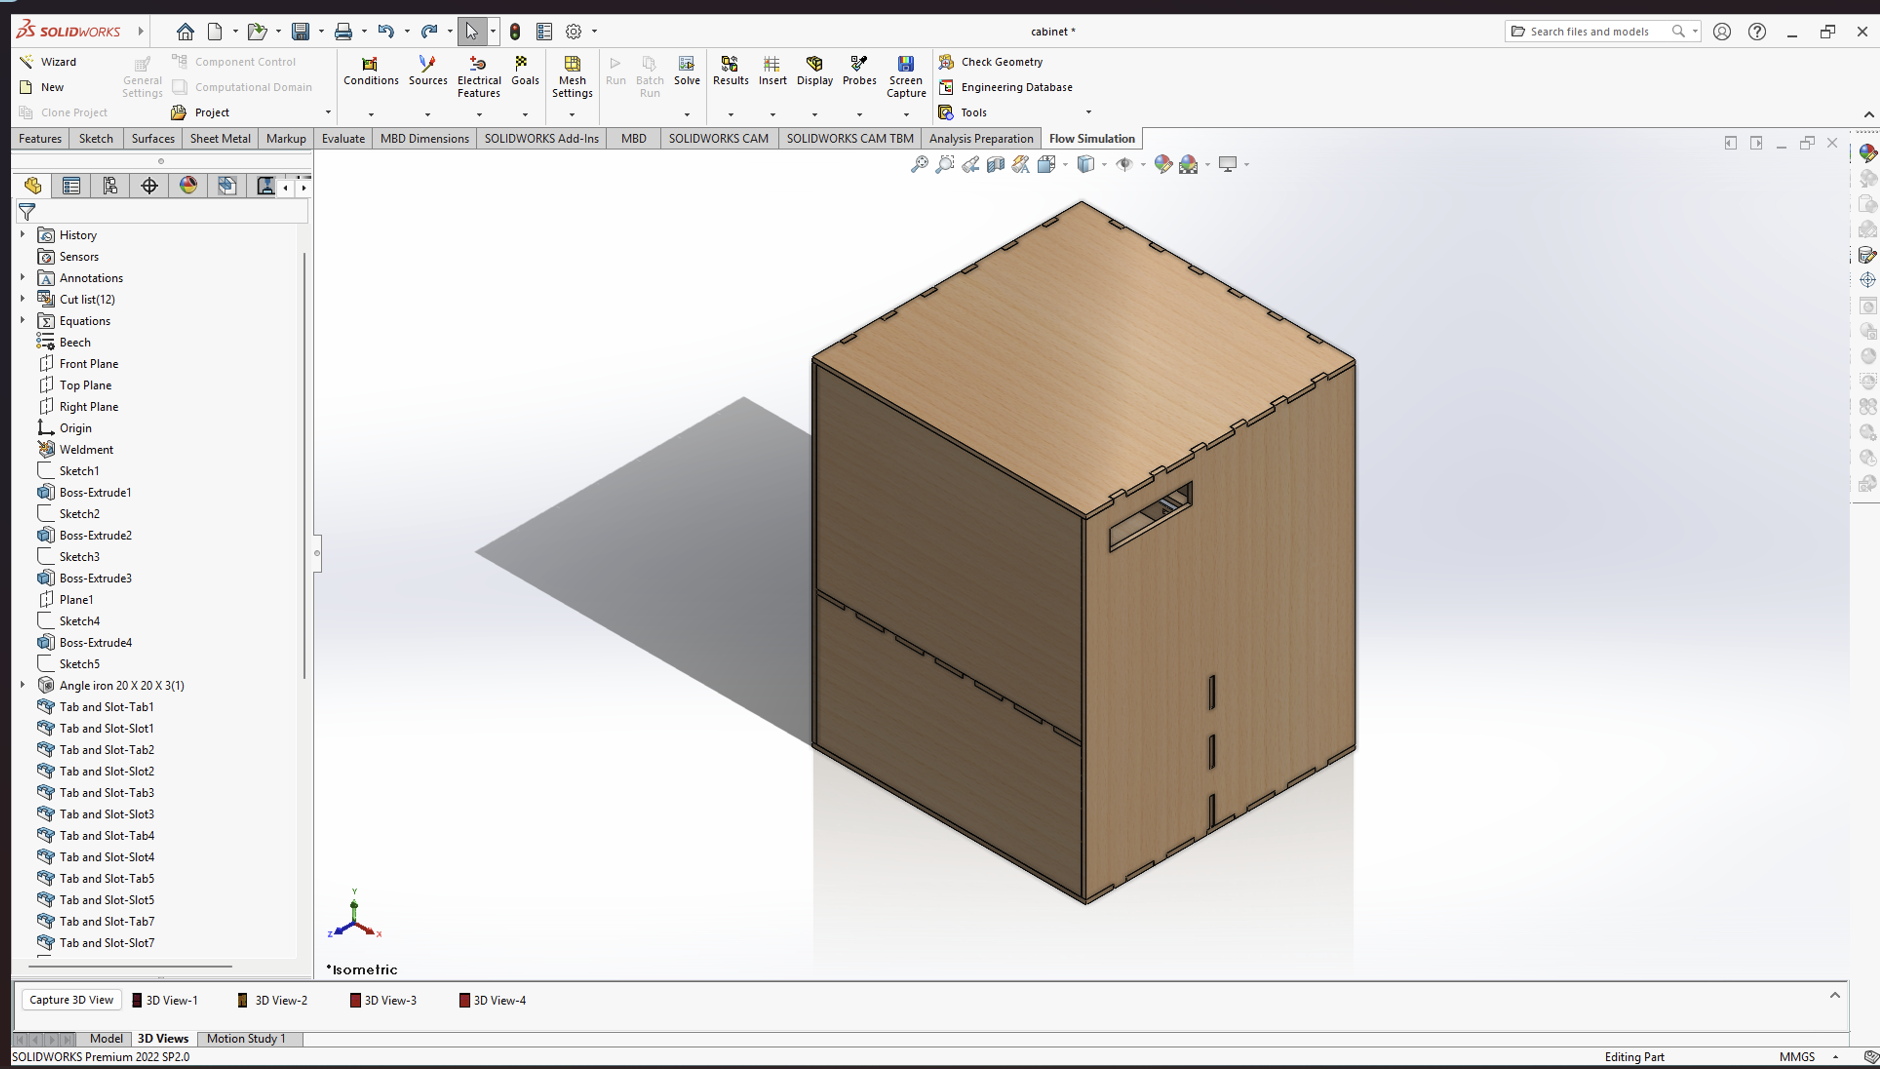 SOLIDWORKS
cabinet *
Search files and models
Wizard
New
Clone Project
General Settings
Component Control
Computational Domain
Project
Conditions
Sources
Electrical Features
Goals
Mesh Settings
Run
Batch Run
Solve
Results
Insert
Display
Probes
Screen Capture
Check Geometry
Engineering Database
Tools
Features Sketch Surfaces Sheet Metal Markup Evaluate MBD Dimensions SOLIDWORKS Add-Ins MBD SOLIDWORKS CAM SOLIDWORKS CAM TBM Analysis Preparation Flow Simulation
History
Sensors
Annotations
Cut list(12)
Equations
Beech
Front Plane
Top Plane
Right Plane
Origin
Weldment
Sketch1
Boss-Extrude1
Sketch2
Boss-Extrude2
Sketch3
Boss-Extrude3
Plane1
Sketch4
Boss-Extrude4
Sketch5
Angle iron 20 X 20 X 3(1)
Tab and Slot-Tab1
Tab and Slot-Slot1
Tab and Slot-Tab2
Tab and Slot-Slot2
Tab and Slot-Tab3
Tab and Slot-Slot3
Tab and Slot-Tab4
Tab and Slot-Slot4
Tab and Slot-Tab5
Tab and Slot-Slot5
Tab and Slot-Tab7
Tab and Slot-Slot7
Y
Z
X
*Isometric
Capture 3D View 3D View-1 3D View-2 3D View-3 3D View-4
Model 3D Views Motion Study 1
SOLIDWORKS Premium 2022 SP2.0 Editing Part MMGS